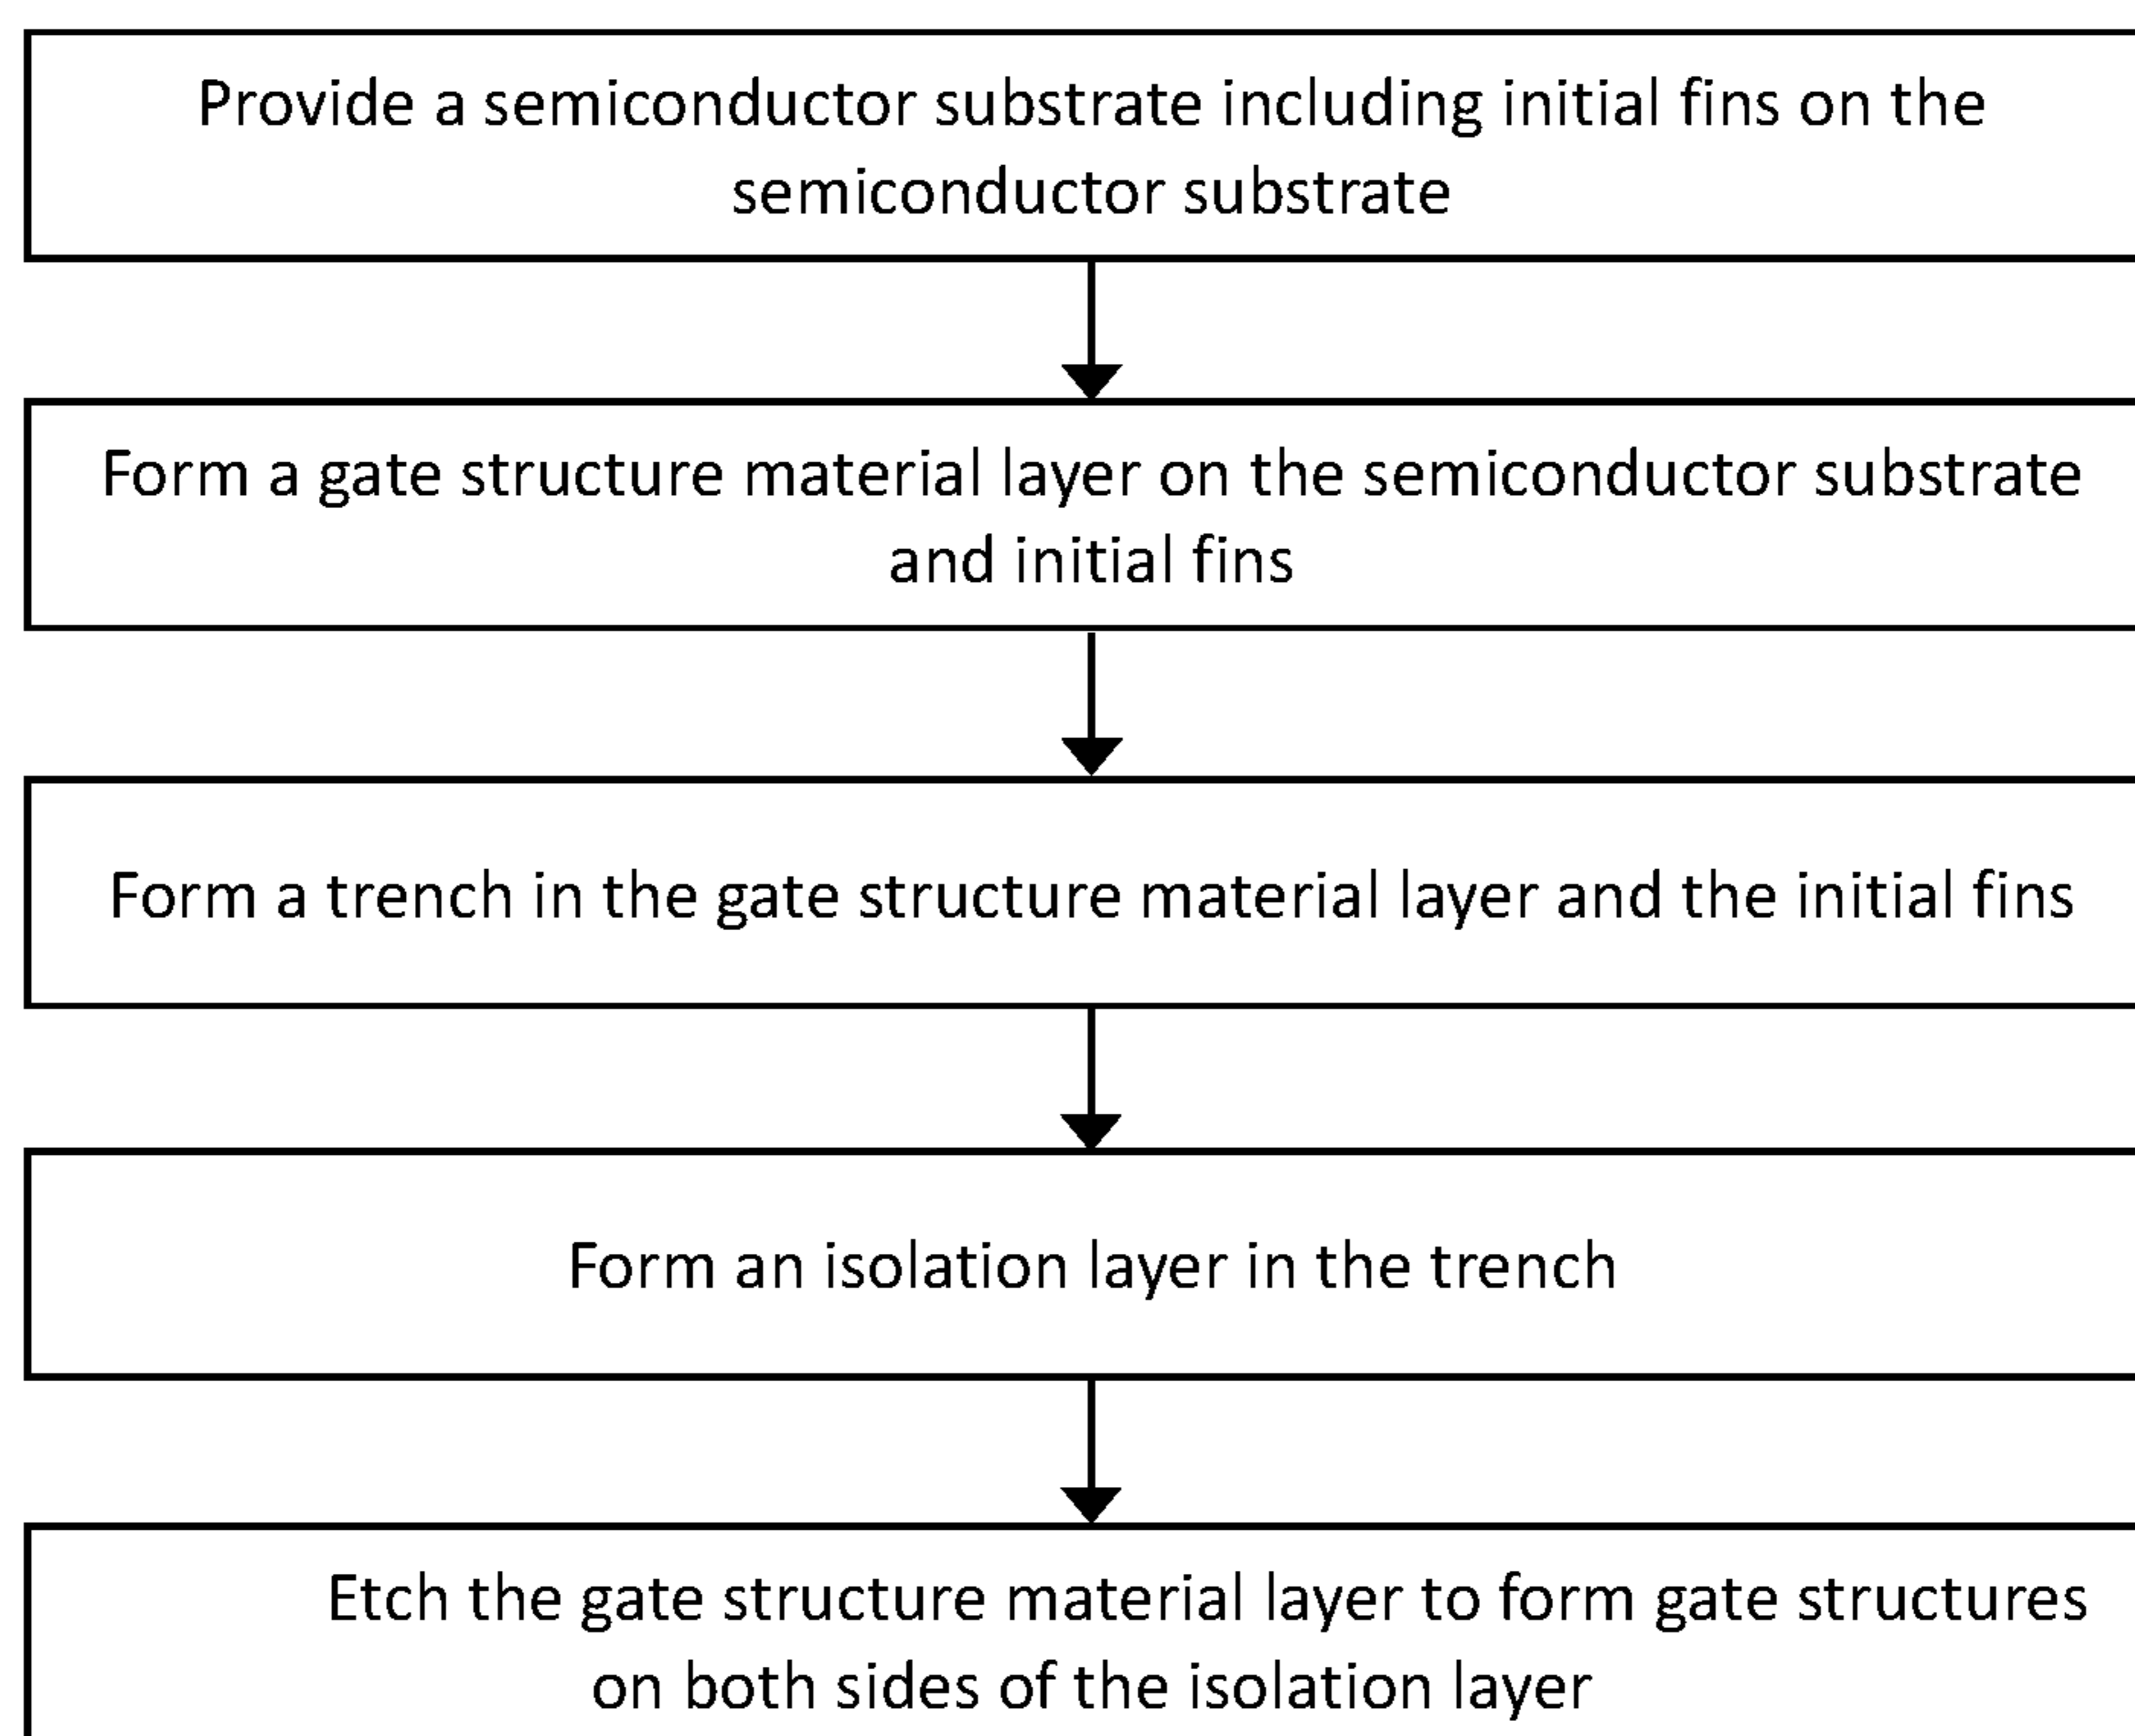 Provide a semiconductor substrate including initial fins on the
semiconductor substrate
Form a gate structure material layer on the semiconductor substrate
and initial fins
Form a trench in the gate structure material layer and the initial fins
Form an isolation layer in the trench
Etch the gate structure material layer to form gate structures
on both sides of the isolation layer